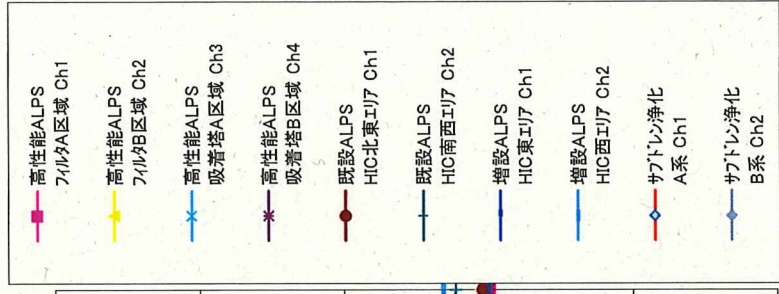 高性能ALPS
フィルタA区域 Ch1
高性能ALPS
フィルタB区域 Ch2
高性能ALPS
吸着塔A区域 Ch3
高性能ALPS
吸着塔B区域 Ch4
既設ALPS
HIC北東エリア Ch1
既設ALPS
HIC南西エリア Ch2
増設ALPS
HIC東エリア Ch1
増設ALPS
HIC西エリア Ch2
サブドレン浄化
A系 Ch1
サブドレン浄化
B系 Ch2